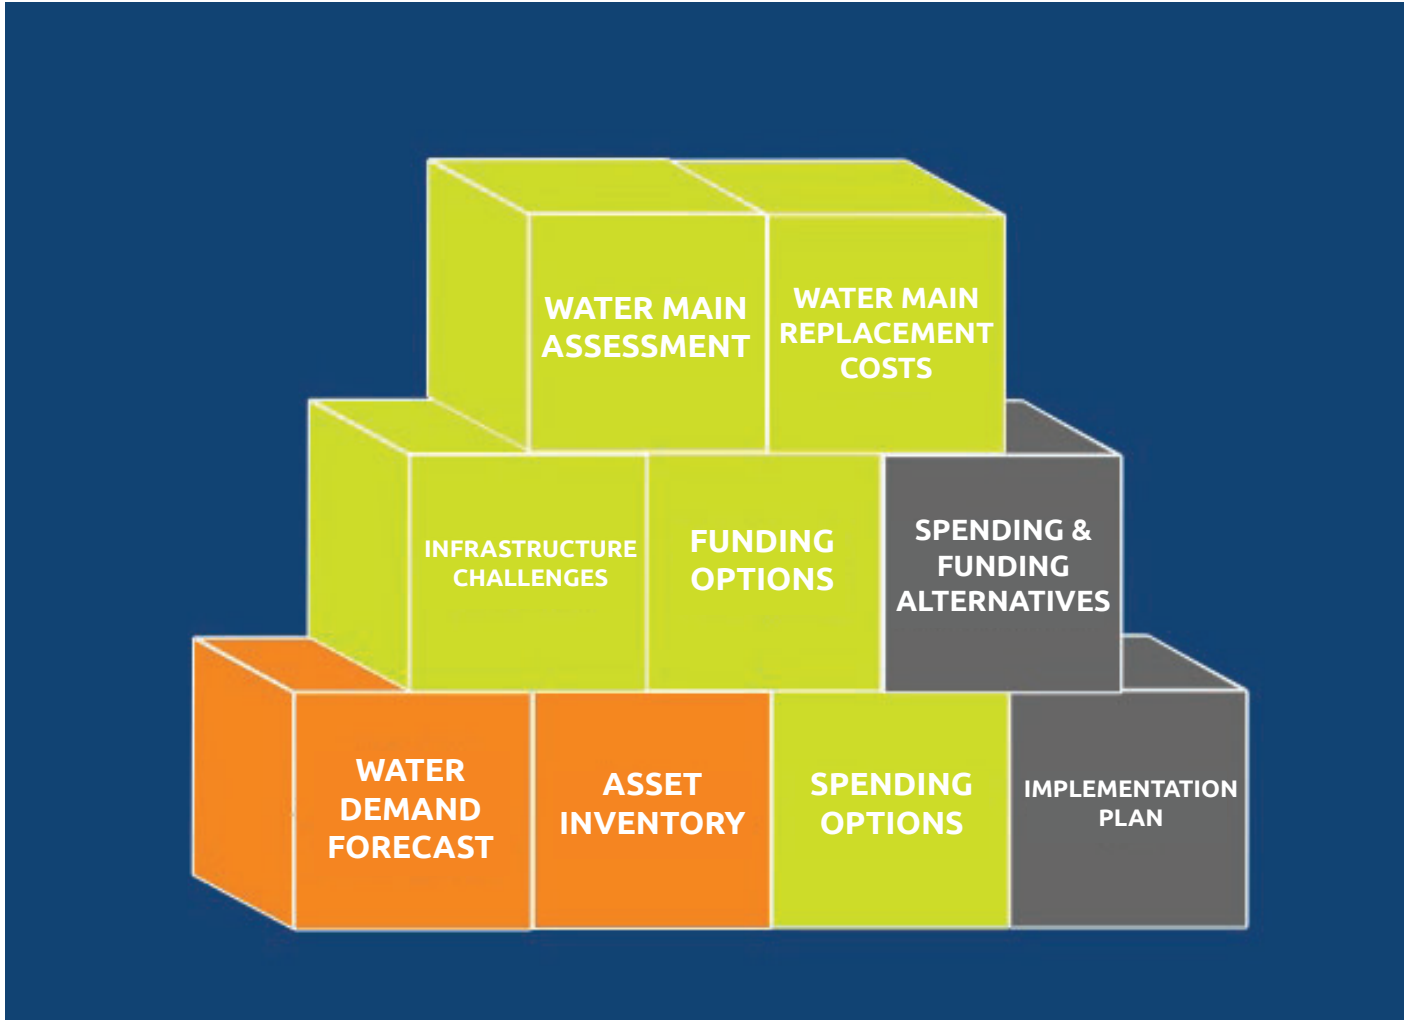 WATER MAIN
ASSESSMENT
WATER MAIN
REPLACEMENT
COSTS
INFRASTRUCTURE
CHALLENGES
FUNDING
OPTIONS
SPENDING &
FUNDING
ALTERNATIVES
WATER
DEMAND
FORECAST
ASSET
INVENTORY
SPENDING
OPTIONS
IMPLEMENTATION
PLAN